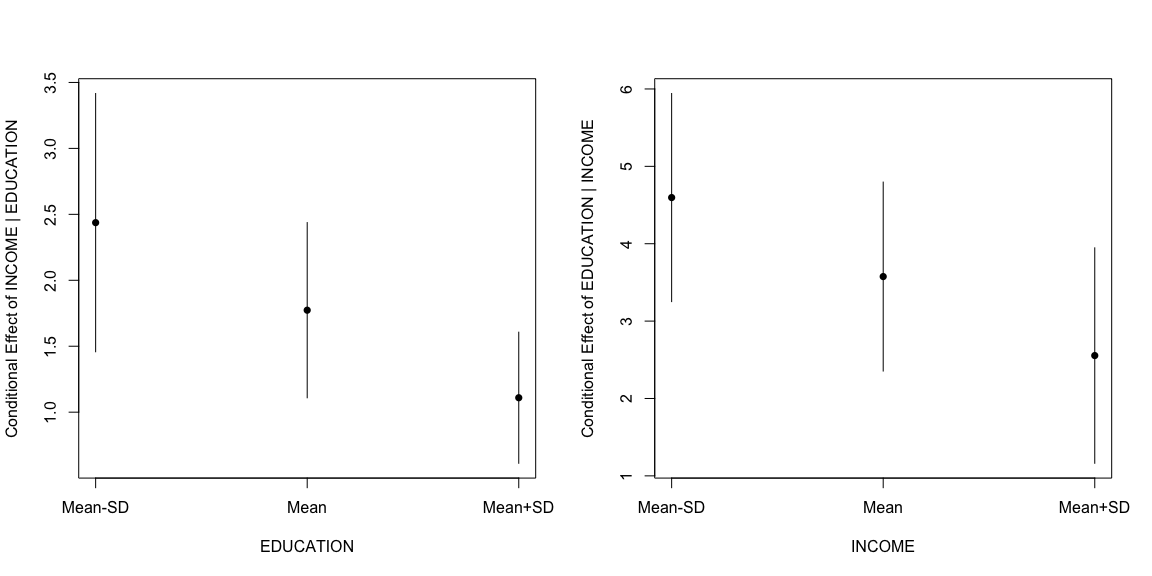 Conditional Effect of INCOME | EDUCATION
3.5
3.0
2.5
2.0
1.5
1.0
Mean-SD
Mean
Mean+SD
EDUCATION
Conditional Effect of EDUCATION | INCOME
6
5
4
3
2
1
Mean-SD
Mean
Mean+SD
INCOME